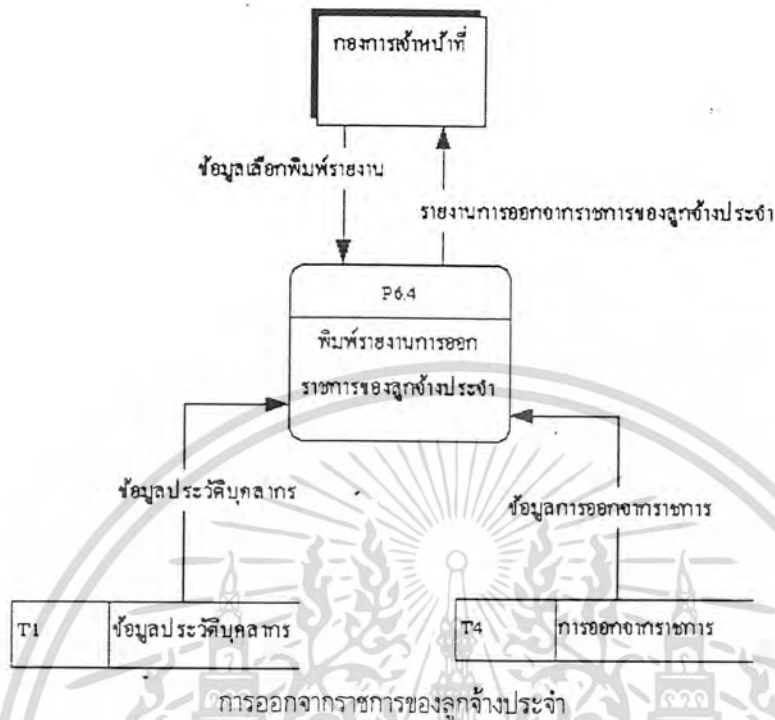 กองการเจ้าหน้าที่
ข้อมูลเลือกพิมพ์รายงาน
รายงานการออกจากราชการของลูกจ้างประจำ
P6.4
พิมพ์รายงานการออก
ราชการของลูกจ้างประจำ
ข้อมูลประวัติบุคลากร
ข้อมูลการออกจากราชการ
T1 ข้อมูลประวัติบุคลากร
T4 การออกจากราชการ
การออกจากราชการของลูกจ้างประจำ